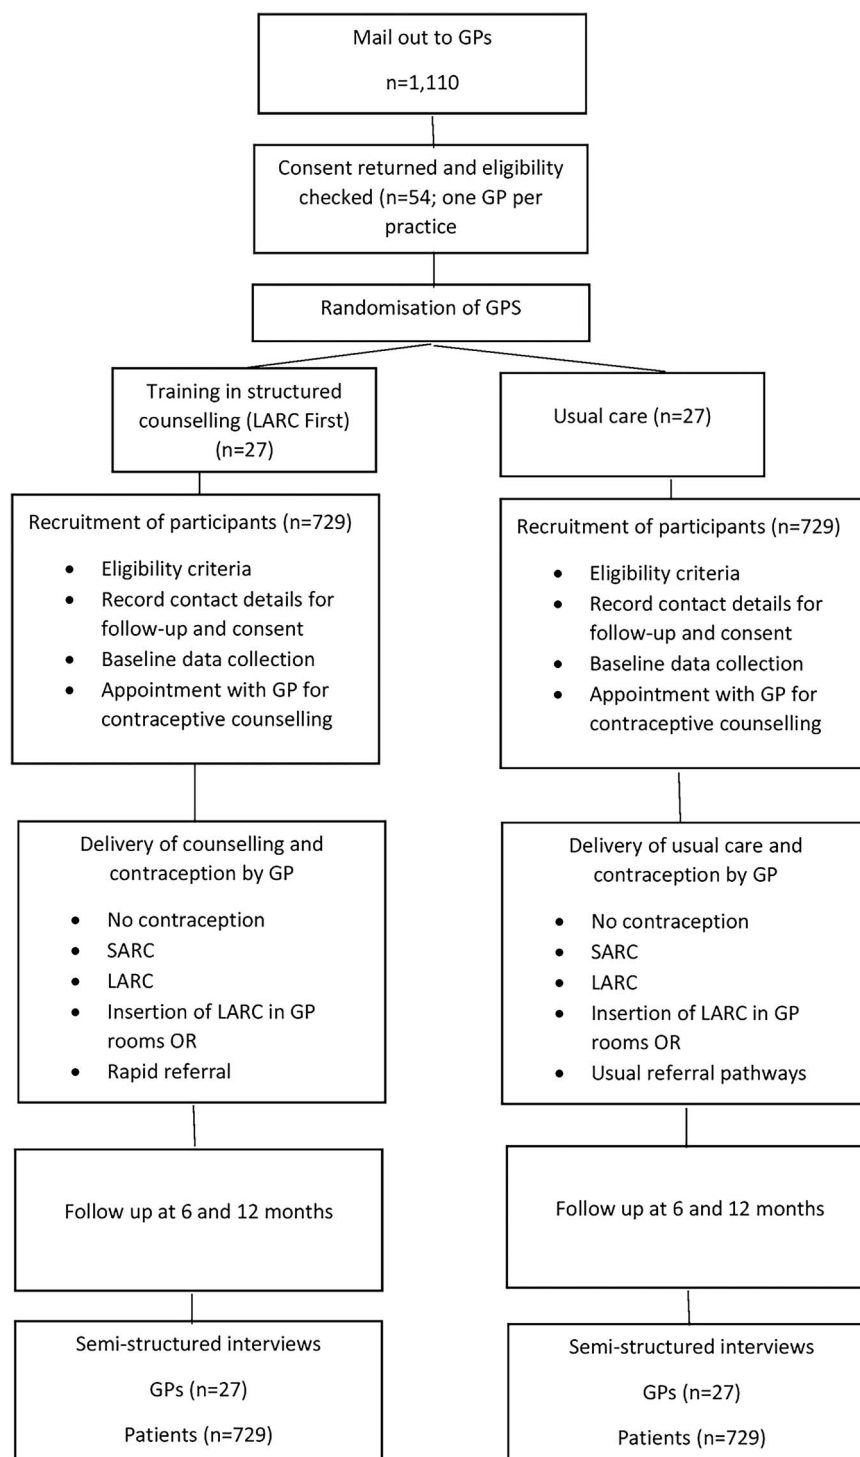 Mail out to GPs
n=1,110
Consent returned and eligibility
checked (n=54; one GP per
practice
Randomisation of GPS
Training in structured
counselling (LARC First)
(n=27)
Usual care (n=27)
Recruitment of participants (n=729)
• Eligibility criteria
• Record contact details for
follow-up and consent
• Baseline data collection
• Appointment with GP for
contraceptive counselling
Recruitment of participants (n=729)
• Eligibility criteria
• Record contact details for
follow-up and consent
• Baseline data collection
• Appointment with GP for
contraceptive counselling
Delivery of counselling and
contraception by GP
• No contraception
• SARC
• LARC
• Insertion of LARC in GP
rooms OR
• Rapid referral
Delivery of usual care and
contraception by GP
• No contraception
• SARC
• LARC
• Insertion of LARC in GP
rooms OR
• Usual referral pathways
Follow up at 6 and 12 months
Follow up at 6 and 12 months
Semi-structured interviews
GPs (n=27)
Patients (n=729)
Semi-structured interviews
GPs (n=27)
Patients (n=729)